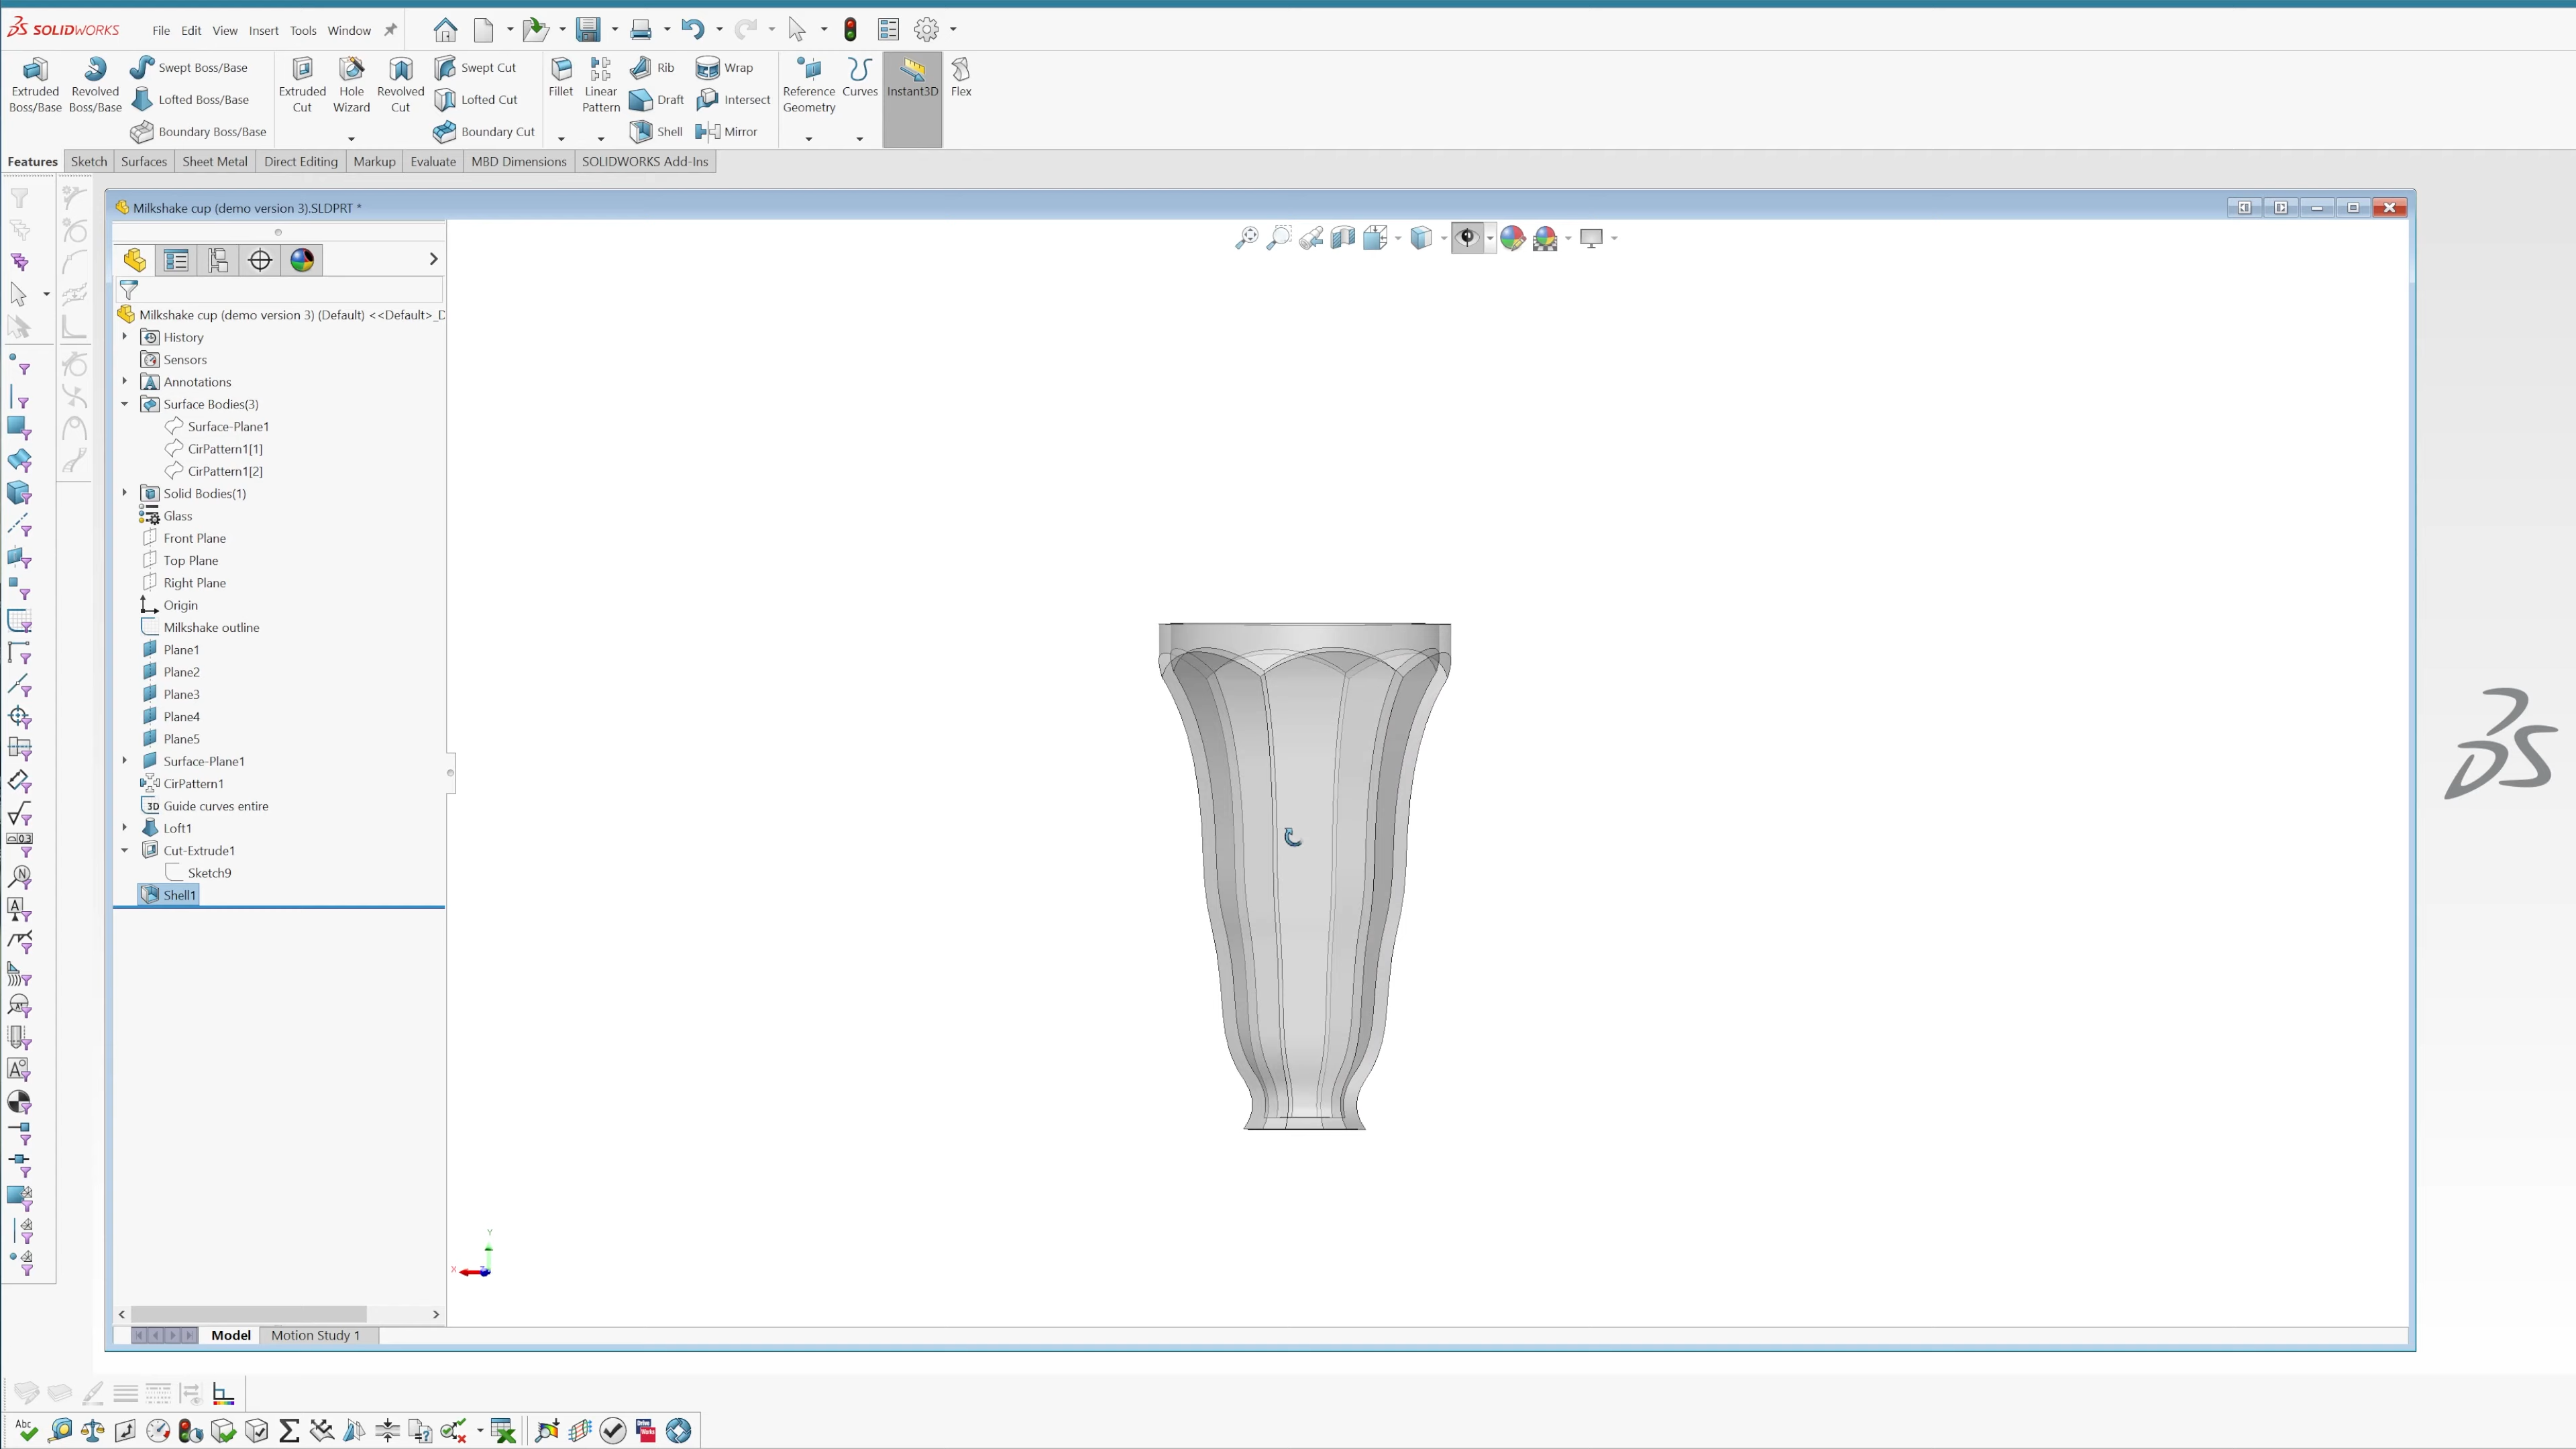 SOLIDWORKS File Edit View Insert Tools Window
Extruded Boss/Base
Revolved Boss/Base
Swept Boss/Base
Lofted Boss/Base
Boundary Boss/Base
Extruded Cut
Hole Wizard
Revolved Cut
Swept Cut
Lofted Cut
Boundary Cut
Fillet
Linear Pattern
Rib
Draft
Shell
Wrap
Intersect
Mirror
Reference Geometry
Curves
Instant3D
Flex
Features Sketch Surfaces Sheet Metal Direct Editing Markup Evaluate MBD Dimensions SOLIDWORKS Add-Ins
Milkshake cup (demo version 3).SLDPRT *
Milkshake cup (demo version 3) (Default) <<Default>_D
History
Sensors
Annotations
Surface Bodies(3)
Surface-Plane1
CirPattern1[1]
CirPattern1[2]
Solid Bodies(1)
Glass
Front Plane
Top Plane
Right Plane
Origin
Milkshake outline
Plane1
Plane2
Plane3
Plane4
Plane5
Surface-Plane1
CirPattern1
3D Guide curves entire
Loft1
Cut-Extrude1
Sketch9
Shell1
Y
X
Model Motion Study 1
Abc